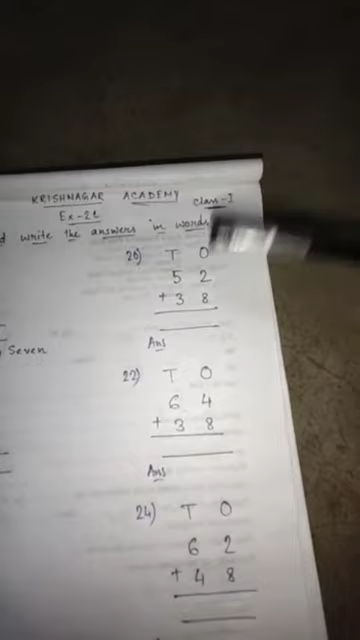 KRISHNAGAR ACADEMY Class-I
Ex-21
write the answers in words
20) T O
5 2
+ 3 8
Ans
Seven
22) T O
6 4
+ 3 8
Ans
24) T O
6 2
+ 4 8